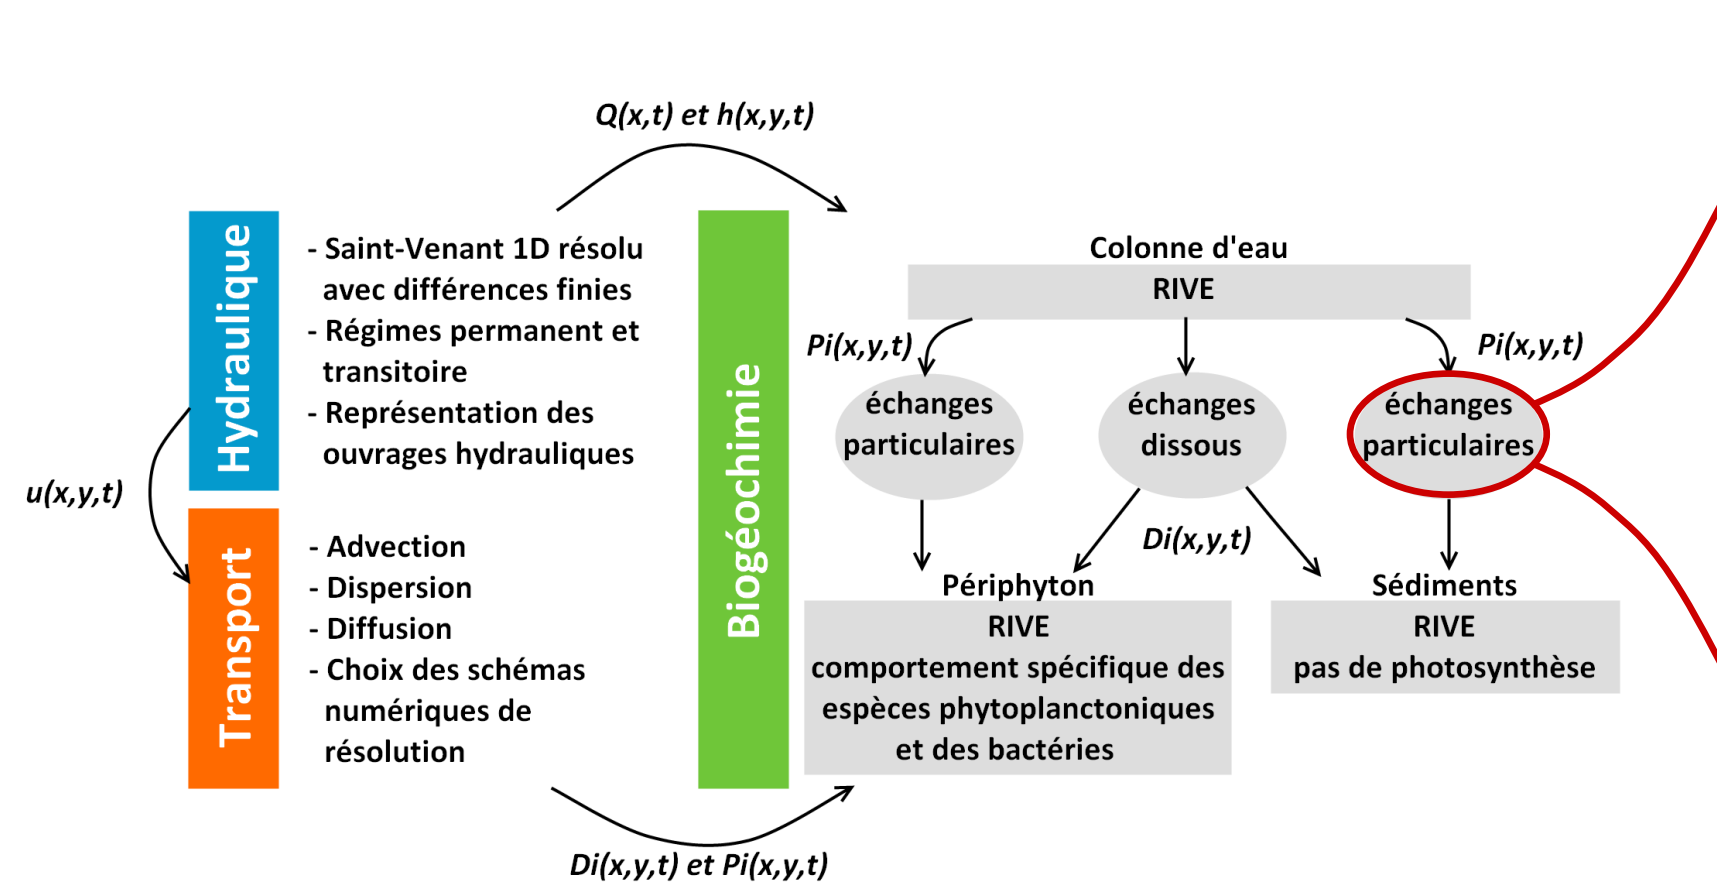 Q(x,t) et h(x,y,t)
Hydraulique
- Saint-Venant 1D résolu
avec différences finies
- Régimes permanent et
transitoire
- Représentation des
ouvrages hydrauliques
u(x,y,t)
Transport
- Advection
- Dispersion
- Diffusion
- Choix des schémas
numériques de
résolution
Di(x,y,t) et Pi(x,y,t)
Biogéochimie
Colonne d'eau
RIVE
Pi(x,y,t)
Pi(x,y,t)
échanges
particulaires
échanges
dissous
échanges
particulaires
Di(x,y,t)
Périphyton
RIVE
comportement spécifique des
espèces phytoplanctoniques
et des bactéries
Sédiments
RIVE
pas de photosynthèse